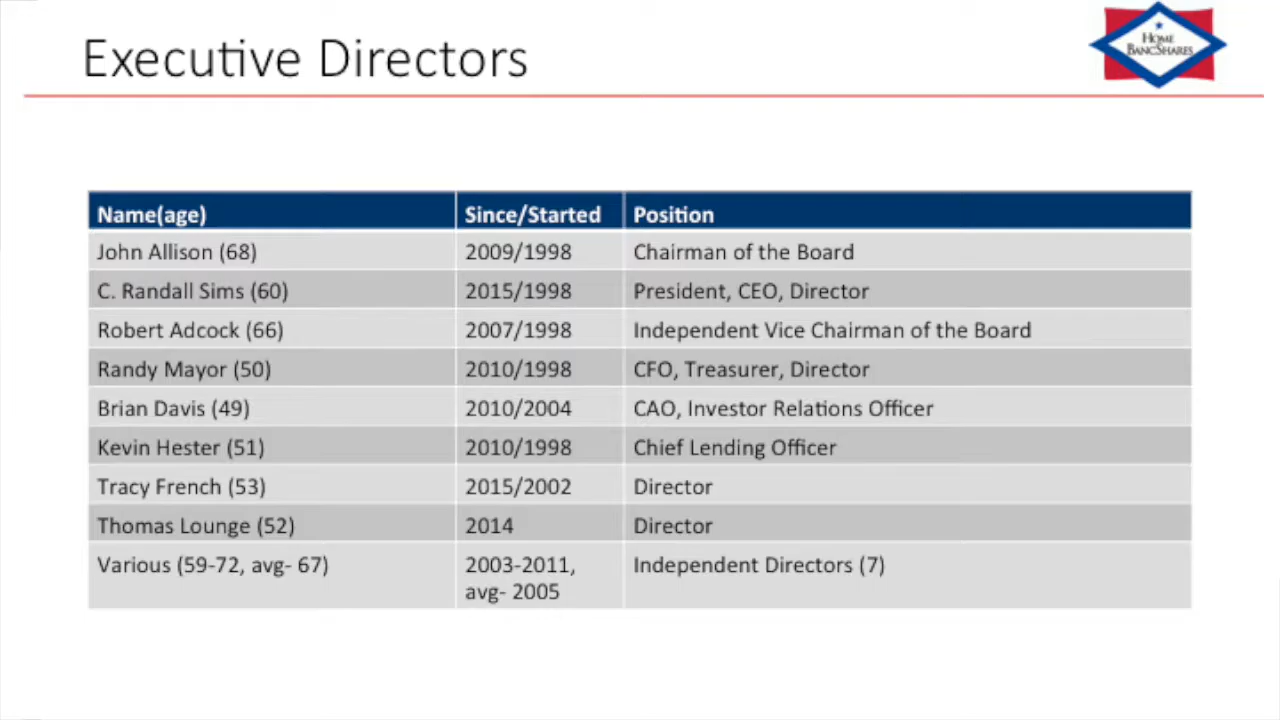 Executive Directors
HOME
BANCSHARES
Name(age) Since/Started Position
John Allison (68) 2009/1998 Chairman of the Board
C. Randall Sims (60) 2015/1998 President, CEO, Director
Robert Adcock (66) 2007/1998 Independent Vice Chairman of the Board
Randy Mayor (50) 2010/1998 CFO, Treasurer, Director
Brian Davis (49) 2010/2004 CAO, Investor Relations Officer
Kevin Hester (51) 2010/1998 Chief Lending Officer
Tracy French (53) 2015/2002 Director
Thomas Lounge (52) 2014 Director
Various (59-72, avg- 67) 2003-2011, Independent Directors (7)
avg- 2005